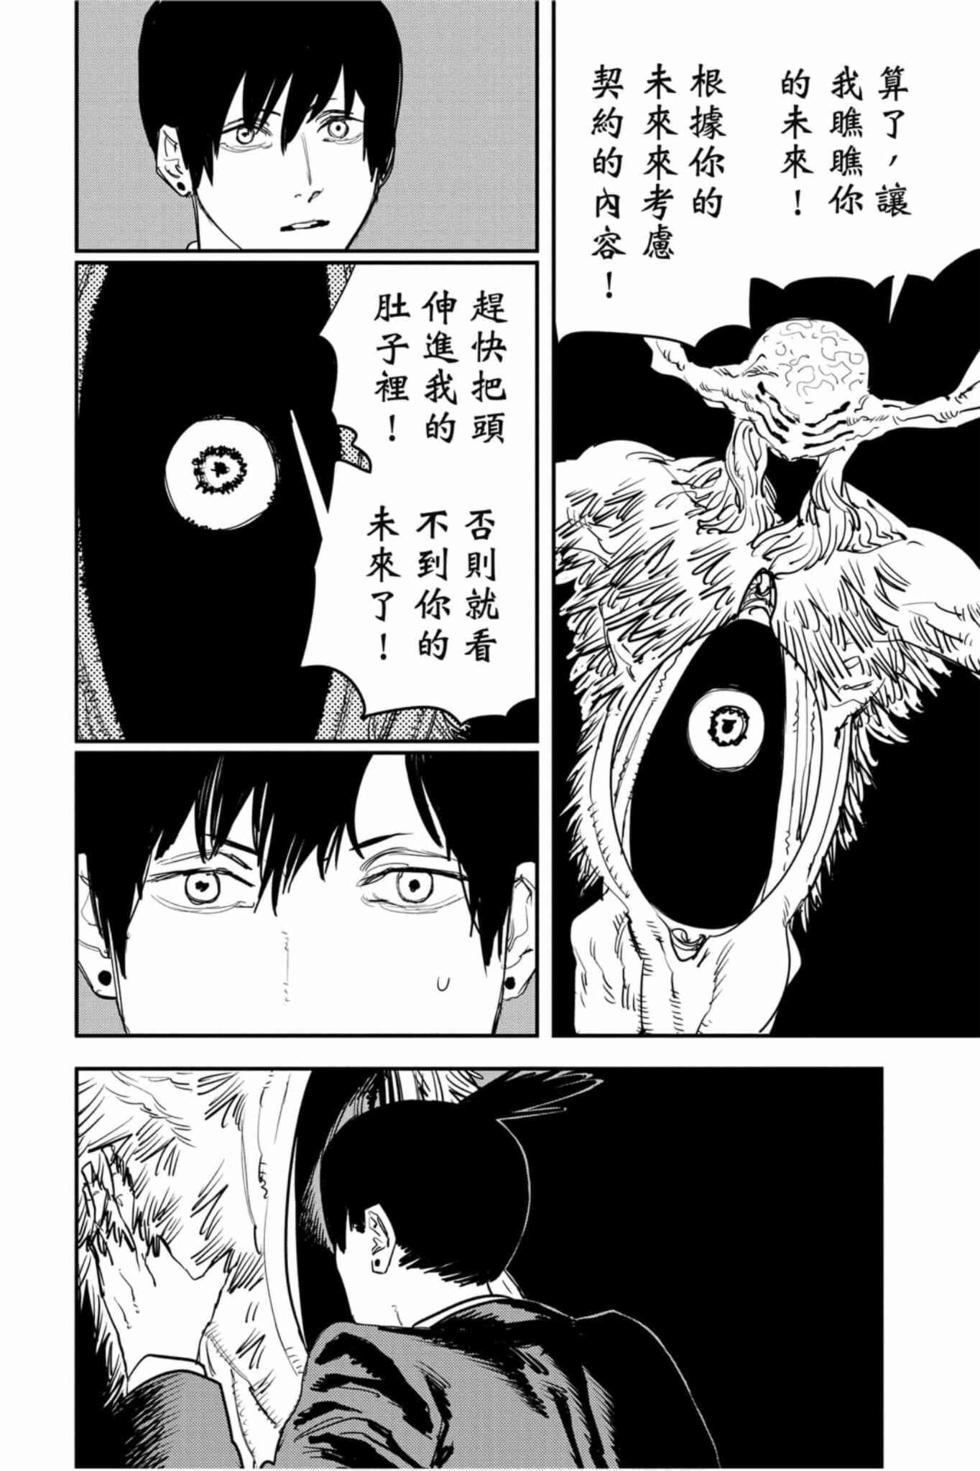 算了，讓
我瞧瞧你
的未來！
根據你的
未來來考慮
契約的內容！
趕快把頭
伸進我的
肚子裡！
否則就看
不到你的
未來了！